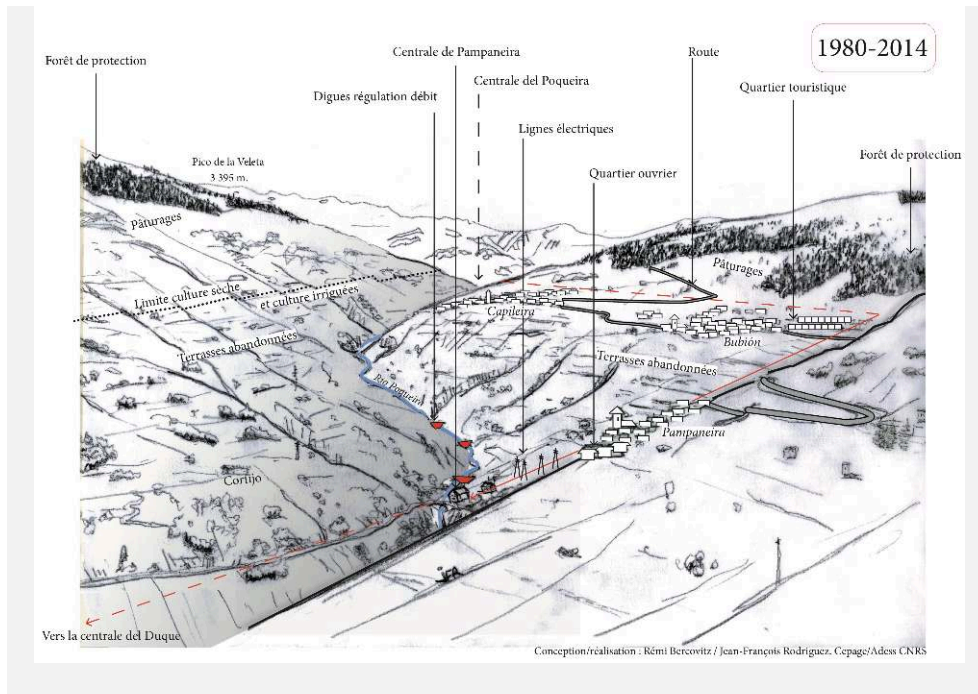 1980-2014
Centrale de Pampaneira
Route
Forêt de protection
Centrale del Poqueira
Quartier touristique
Digues régulation débit
Lignes électriques
Forêt de protection
Pico de la Veleta
3 395 m.
Quartier ouvrier
Pâturages
Pâturages
Limite culture sèche
et culture irriguées
Capileira
Bubión
Terrasses abandonnées
Terrasses abandonnées
Rio Poqueira
Pampaneira
Cortijo
Vers la centrale del Duque
Conception/réalisation : Rémi Bercovitz / Jean-François Rodriguez. Cepage/Adess CNRS